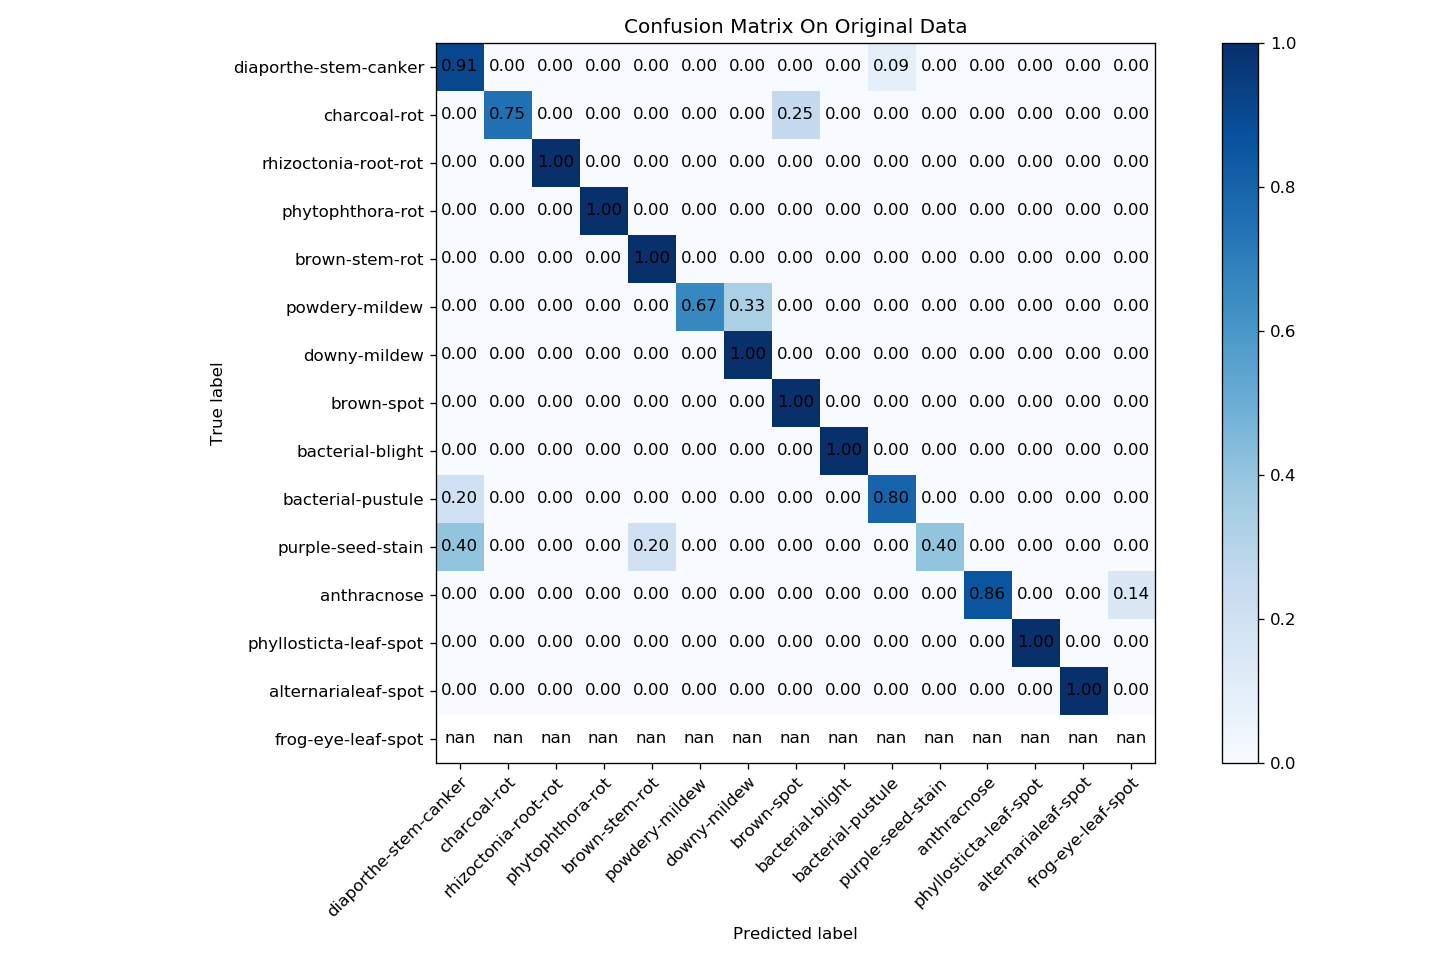 Confusion Matrix On Original Data
diaporthe-stem-canker 0.91 0.00 0.00 0.00 0.00 0.00 0.00 0.00 0.00 0.09 0.00 0.00 0.00 0.00 0.00
charcoal-rot 0.00 0.75 0.00 0.00 0.00 0.00 0.00 0.25 0.00 0.00 0.00 0.00 0.00 0.00 0.00
rhizoctonia-root-rot 0.00 0.00 1.00 0.00 0.00 0.00 0.00 0.00 0.00 0.00 0.00 0.00 0.00 0.00 0.00
phytophthora-rot 0.00 0.00 0.00 1.00 0.00 0.00 0.00 0.00 0.00 0.00 0.00 0.00 0.00 0.00 0.00
brown-stem-rot 0.00 0.00 0.00 0.00 1.00 0.00 0.00 0.00 0.00 0.00 0.00 0.00 0.00 0.00 0.00
powdery-mildew 0.00 0.00 0.00 0.00 0.00 0.67 0.33 0.00 0.00 0.00 0.00 0.00 0.00 0.00 0.00
downy-mildew 0.00 0.00 0.00 0.00 0.00 0.00 1.00 0.00 0.00 0.00 0.00 0.00 0.00 0.00 0.00
brown-spot 0.00 0.00 0.00 0.00 0.00 0.00 0.00 1.00 0.00 0.00 0.00 0.00 0.00 0.00 0.00
bacterial-blight 0.00 0.00 0.00 0.00 0.00 0.00 0.00 0.00 1.00 0.00 0.00 0.00 0.00 0.00 0.00
bacterial-pustule 0.20 0.00 0.00 0.00 0.00 0.00 0.00 0.00 0.00 0.80 0.00 0.00 0.00 0.00 0.00
purple-seed-stain 0.40 0.00 0.00 0.00 0.20 0.00 0.00 0.00 0.00 0.00 0.40 0.00 0.00 0.00 0.00
anthracnose 0.00 0.00 0.00 0.00 0.00 0.00 0.00 0.00 0.00 0.00 0.00 0.86 0.00 0.00 0.14
phyllosticta-leaf-spot 0.00 0.00 0.00 0.00 0.00 0.00 0.00 0.00 0.00 0.00 0.00 0.00 1.00 0.00 0.00
alternarialeaf-spot 0.00 0.00 0.00 0.00 0.00 0.00 0.00 0.00 0.00 0.00 0.00 0.00 0.00 1.00 0.00
frog-eye-leaf-spot nan nan nan nan nan nan nan nan nan nan nan nan nan nan nan
True label
diaporthe-stem-canker
charcoal-rot
rhizoctonia-root-rot
phytophthora-rot
brown-stem-rot
powdery-mildew
downy-mildew
brown-spot
bacterial-blight
bacterial-pustule
purple-seed-stain
anthracnose
phyllosticta-leaf-spot
alternarialeaf-spot
frog-eye-leaf-spot
Predicted label
1.0
0.8
0.6
0.4
0.2
0.0